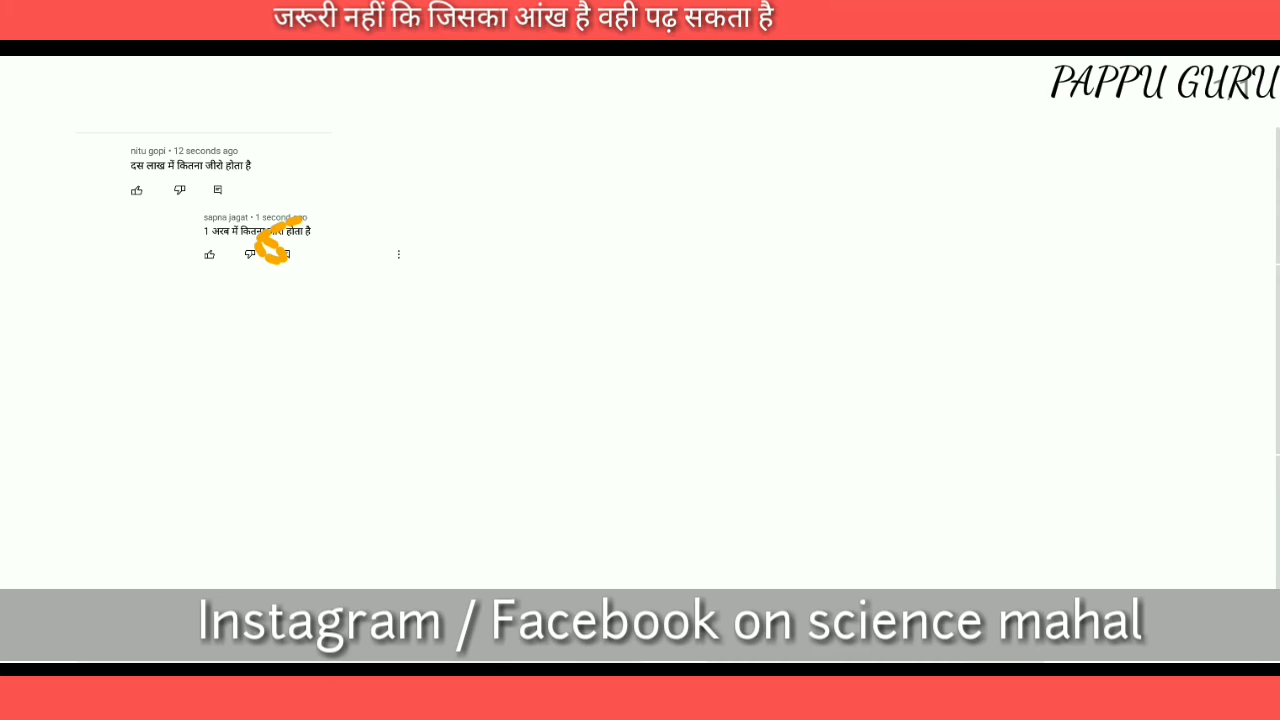 जरूरी नहीं कि जिसका आंख है वही पढ़ सकता है
PAPPU GURU
nitu gopi • 12 seconds ago
दस लाख में कितना जीरो होता है
sapna jagat • 1 second ago
1 अरब में कितना जीरो होता है
Instagram / Facebook on science mahal